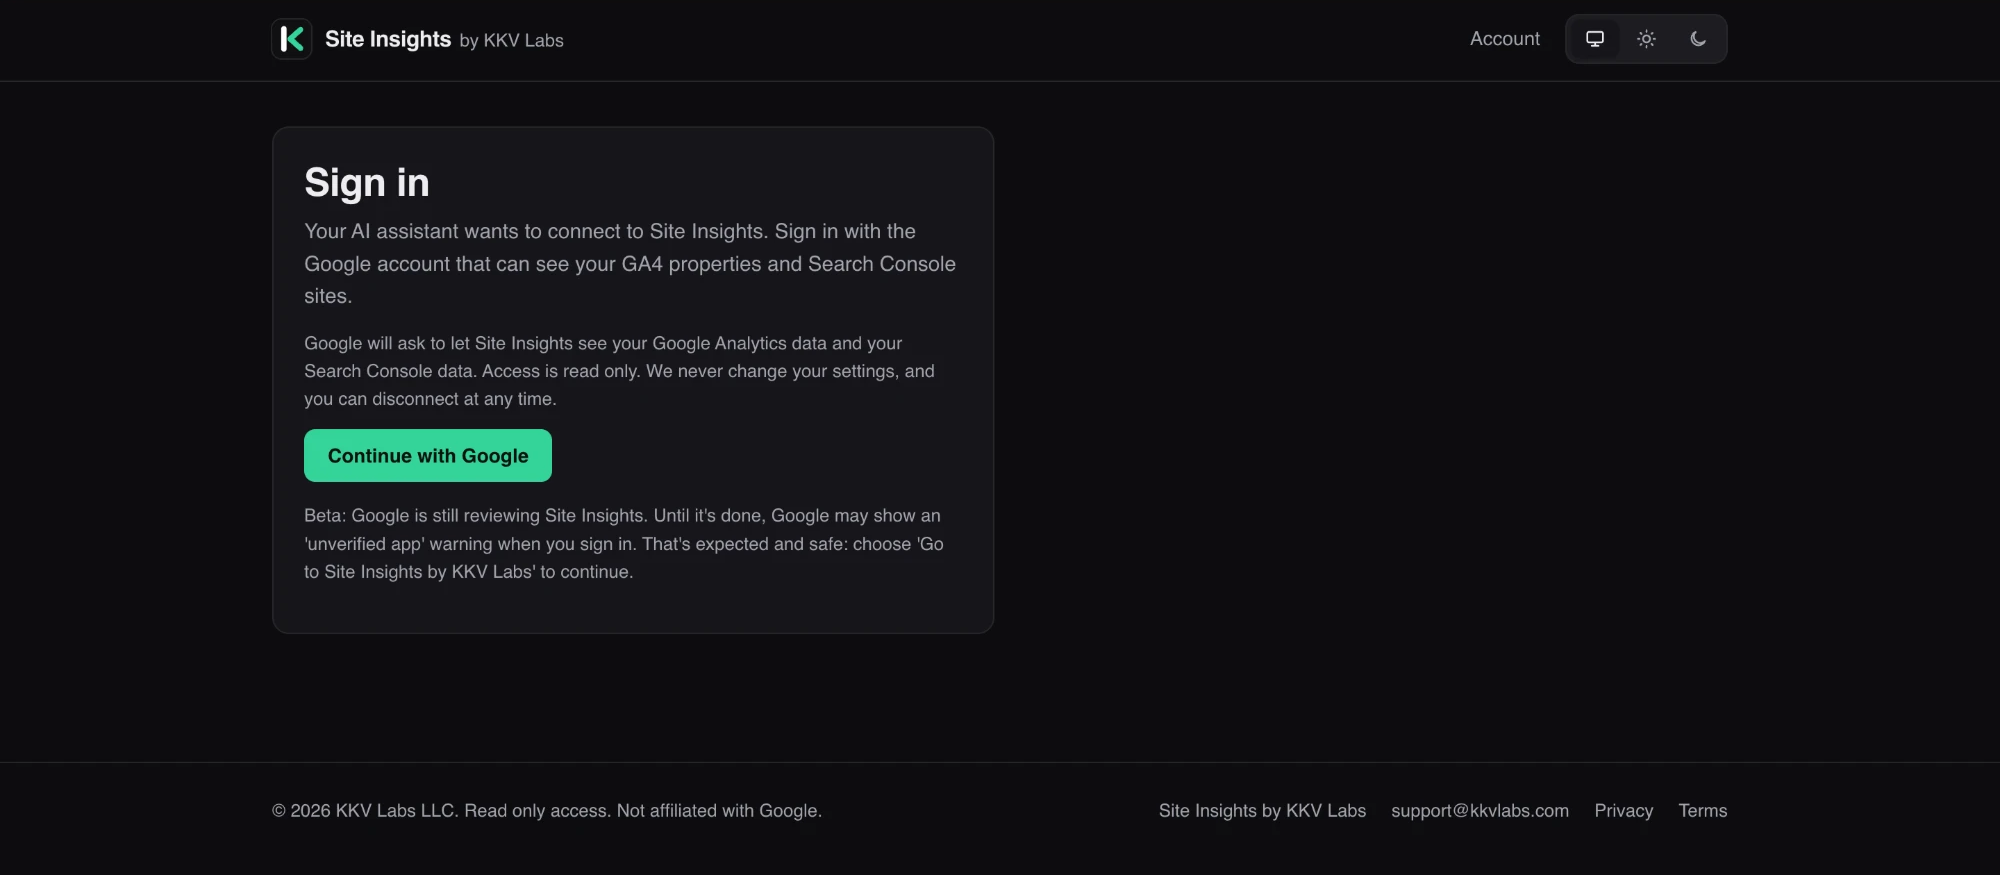 Site Insights by KKV Labs
Account
Sign in
Your AI assistant wants to connect to Site Insights. Sign in with the
Google account that can see your GA4 properties and Search Console
sites.
Google will ask to let Site Insights see your Google Analytics data and your
Search Console data. Access is read only. We never change your settings, and
you can disconnect at any time.
Continue with Google
Beta: Google is still reviewing Site Insights. Until it's done, Google may show an
'unverified app' warning when you sign in. That's expected and safe: choose 'Go
to Site Insights by KKV Labs' to continue.
© 2026 KKV Labs LLC. Read only access. Not affiliated with Google.
Site Insights by KKV Labs
support@kkvlabs.com
Privacy
Terms